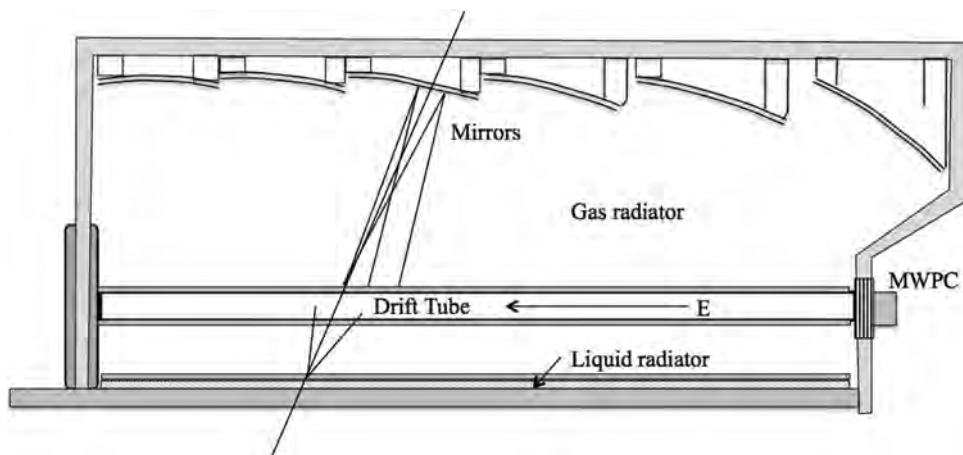 Mirrors
Gas radiator
MWPC
Drift Tube
E
Liquid radiator